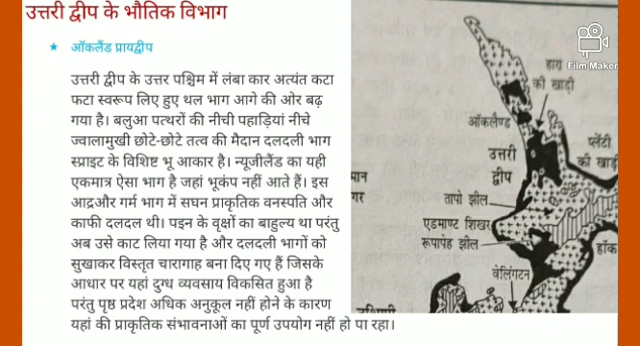 उत्तरी द्वीप के भौतिक विभाग
★ ऑकलैंड प्रायद्वीप
उत्तरी द्वीप के उत्तर पश्चिम में लंबा कार अत्यंत कटा
फटा स्वरूप लिए हुए थल भाग आगे की ओर बढ़
गया है। बलुआ पत्थरों की नीची पहाड़ियां नीचे
ज्वालामुखी छोटे-छोटे तत्व की मैदान दलदली भाग
स्प्राइट के विशिष्ट भू आकार है। न्यूजीलैंड का यही
एकमात्र ऐसा भाग है जहां भूकंप नहीं आते हैं। इस
आद्रऔर गर्म भाग में सघन प्राकृतिक वनस्पति और
काफी दलदल थी। पइन के वृक्षों का बाहुल्य था परंतु
अब उसे काट लिया गया है और दलदली भागों को
सुखाकर विस्तृत चारागाह बना दिए गए हैं जिसके
आधार पर यहां दुग्ध व्यवसाय विकसित हुआ है
परंतु पृष्ठ प्रदेश अधिक अनुकूल नहीं होने के कारण
यहां की प्राकृतिक संभावनाओं का पूर्ण उपयोग नहीं हो पा रहा।
Film Maker
की खाड़ी
ऑकलैण्ड
उत्तरी
द्वीप
प्लेंटी
की खाड़
मान
गर
तापो झील
एडमाण्ट शिखर
रूपापेह झील
हॉक
वेलिंगटन